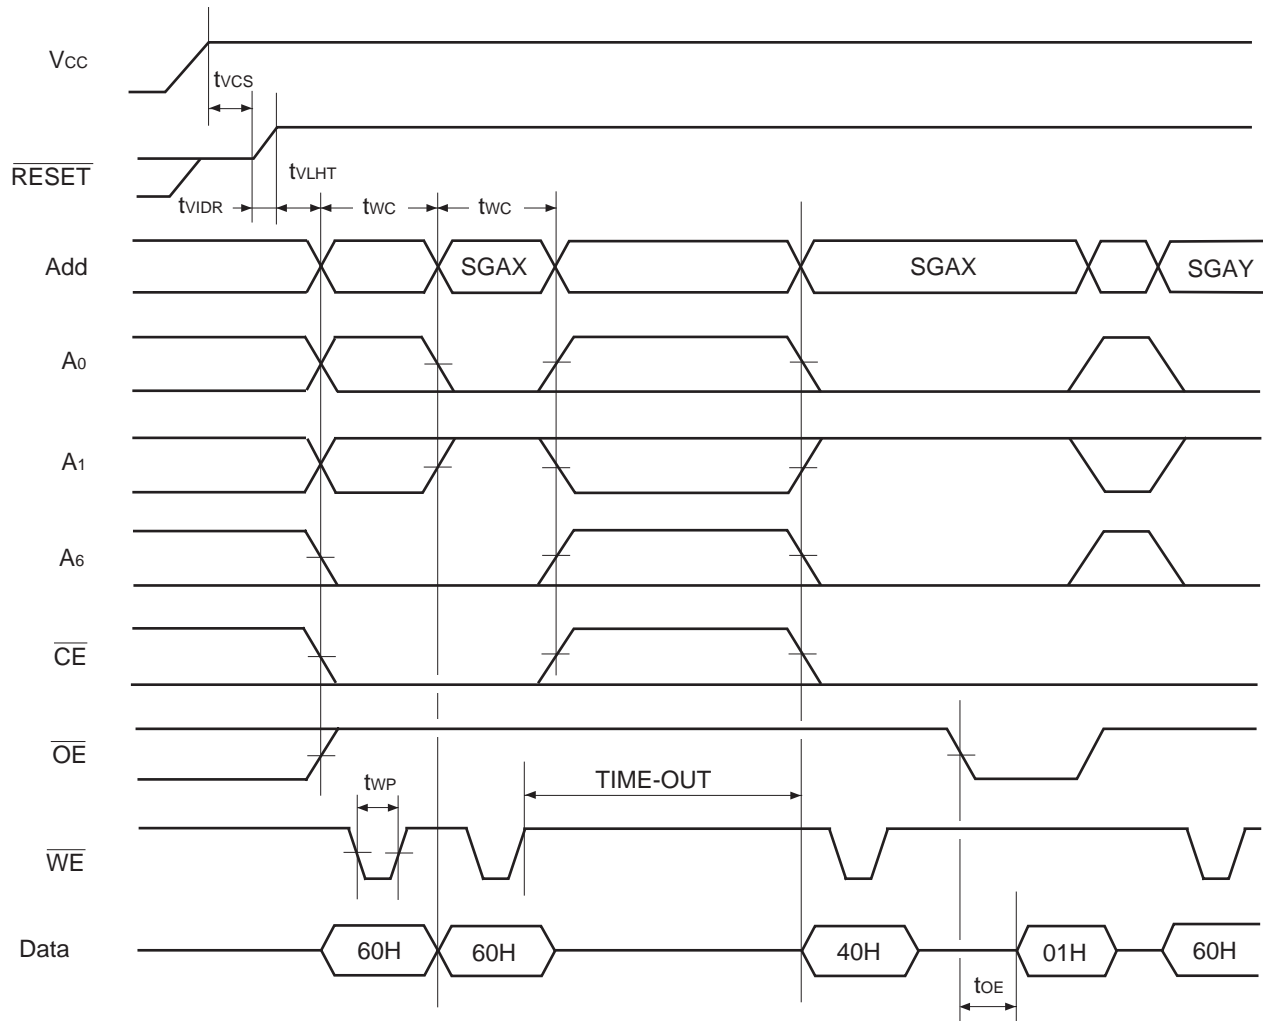 VCC
tVCS
RESET
tVLHT
tVIDR
tWC
tWC
Add
SGAX
SGAX
SGAY
A0
A1
A6
CE
OE
tWP
TIME-OUT
WE
Data
60H
60H
40H
01H
60H
tOE